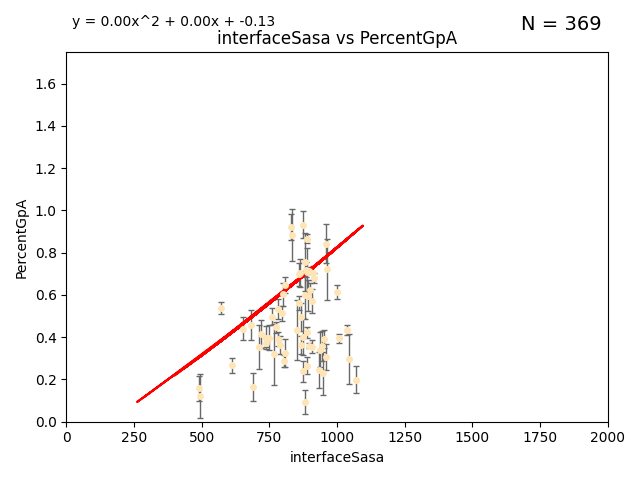 y = 0.00x^2 + 0.00x + -0.13
N = 369
interfaceSasa vs PercentGpA
PercentGpA
1.6
1.4
1.2
1.0
0.8
0.6
0.4
0.2
0.0
0 250 500 750 1000 1250 1500 1750 2000
interfaceSasa